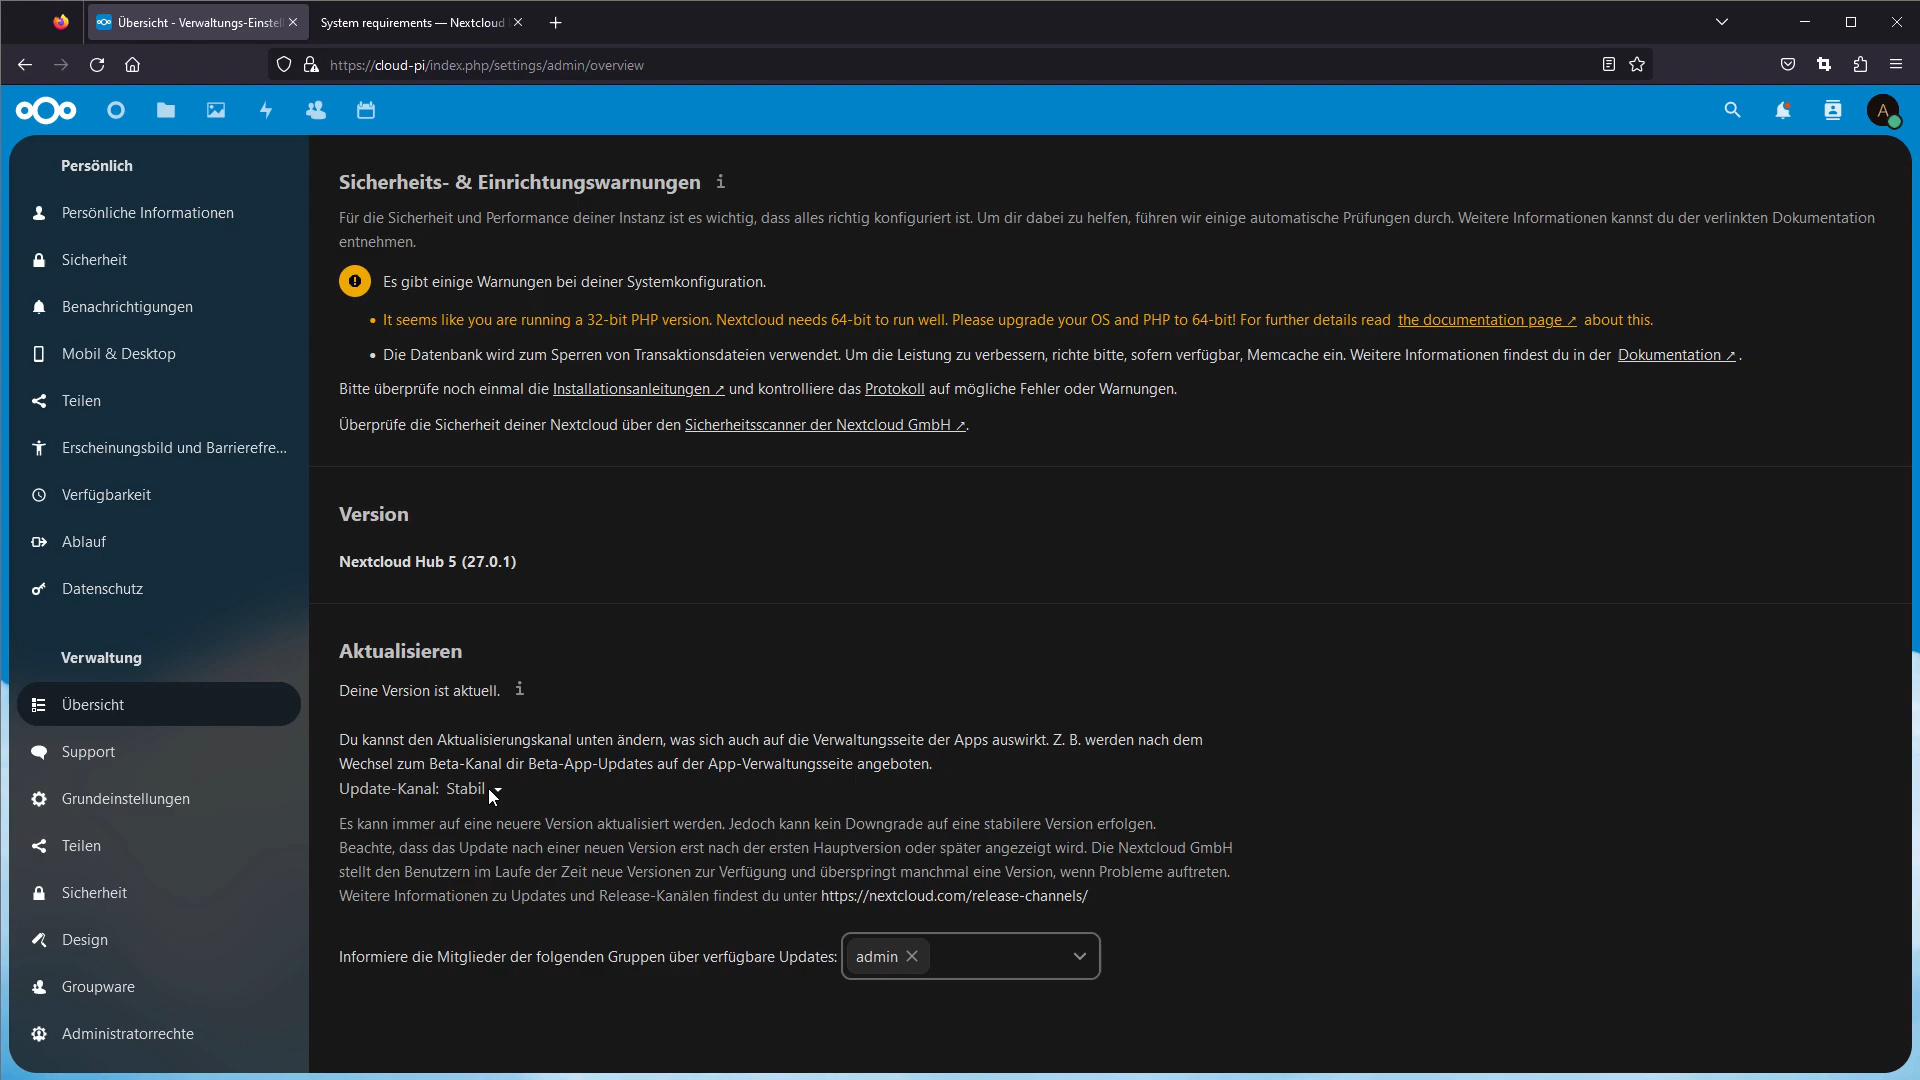 Übersicht - Verwaltungs-Einstell
System requirements — Nextcloud
https://cloud-pi/index.php/settings/admin/overview
A
Persönlich
Persönliche Informationen
Sicherheit
Benachrichtigungen
Mobil & Desktop
Teilen
Erscheinungsbild und Barrierefre...
Verfügbarkeit
Ablauf
Datenschutz
Verwaltung
Übersicht
Support
Grundeinstellungen
Teilen
Sicherheit
Design
Groupware
Administratorrechte
Sicherheits- & Einrichtungswarnungen
Für die Sicherheit und Performance deiner Instanz ist es wichtig, dass alles richtig konfiguriert ist. Um dir dabei zu helfen, führen wir einige automatische Prüfungen durch. Weitere Informationen kannst du der verlinkten Dokumentation
entnehmen.
Es gibt einige Warnungen bei deiner Systemkonfiguration.
• It seems like you are running a 32-bit PHP version. Nextcloud needs 64-bit to run well. Please upgrade your OS and PHP to 64-bit! For further details read the documentation page ↗ about this.
• Die Datenbank wird zum Sperren von Transaktionsdateien verwendet. Um die Leistung zu verbessern, richte bitte, sofern verfügbar, Memcache ein. Weitere Informationen findest du in der Dokumentation ↗.
Bitte überprüfe noch einmal die Installationsanleitungen ↗ und kontrolliere das Protokoll auf mögliche Fehler oder Warnungen.
Überprüfe die Sicherheit deiner Nextcloud über den Sicherheitsscanner der Nextcloud GmbH ↗.
Version
Nextcloud Hub 5 (27.0.1)
Aktualisieren
Deine Version ist aktuell.
Du kannst den Aktualisierungskanal unten ändern, was sich auch auf die Verwaltungsseite der Apps auswirkt. Z. B. werden nach dem
Wechsel zum Beta-Kanal dir Beta-App-Updates auf der App-Verwaltungsseite angeboten.
Update-Kanal: Stabil
Es kann immer auf eine neuere Version aktualisiert werden. Jedoch kann kein Downgrade auf eine stabilere Version erfolgen.
Beachte, dass das Update nach einer neuen Version erst nach der ersten Hauptversion oder später angezeigt wird. Die Nextcloud GmbH
stellt den Benutzern im Laufe der Zeit neue Versionen zur Verfügung und überspringt manchmal eine Version, wenn Probleme auftreten.
Weitere Informationen zu Updates und Release-Kanälen findest du unter https://nextcloud.com/release-channels/
Informiere die Mitglieder der folgenden Gruppen über verfügbare Updates: admin